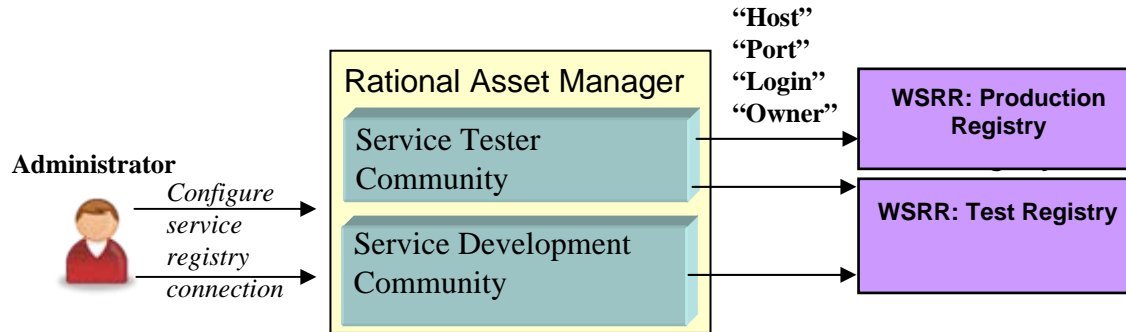 “Host”
“Port”
“Login”
“Owner”
Rational Asset Manager
Service Tester
Community
Service Development
Community
WSRR: Production
Registry
WSRR: Test Registry
Administrator
Configure
service
registry
connection